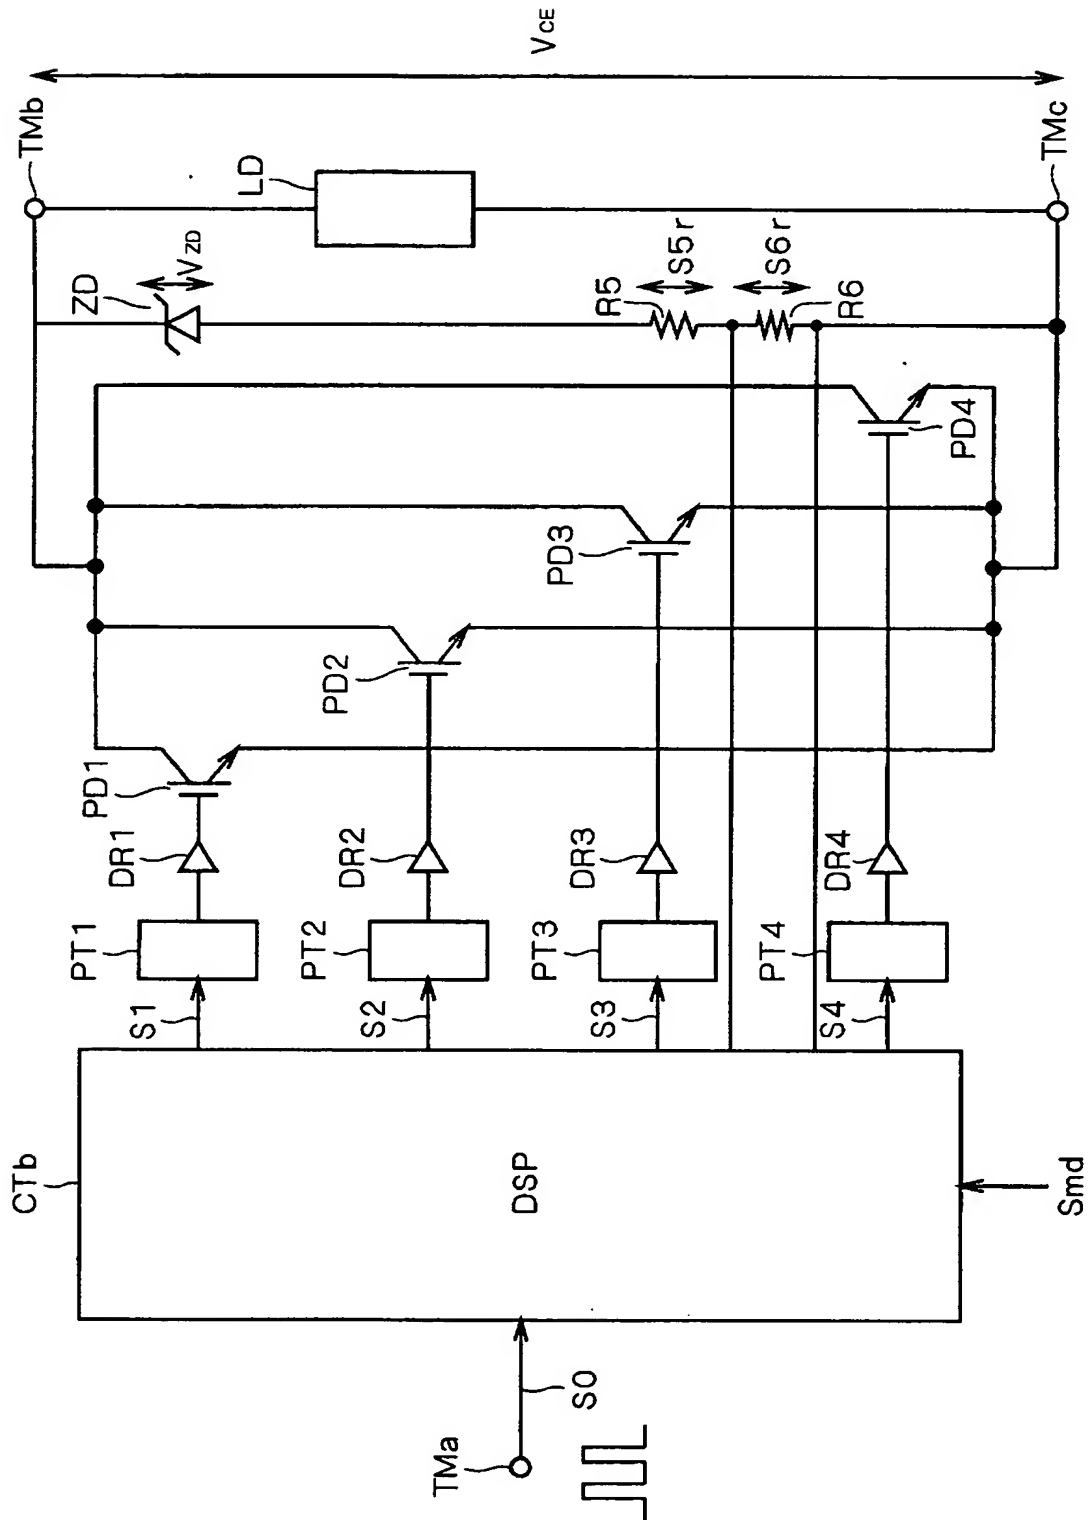 TMa
S0
CTb
DSP
Smd
S1
S2
S3
S4
PT1
PT2
PT3
PT4
DR1
DR2
DR3
DR4
PD1
PD2
PD3
PD4
ZD
VZD
R5
S5r
S6r
R6
LD
TMb
TMc
VCE